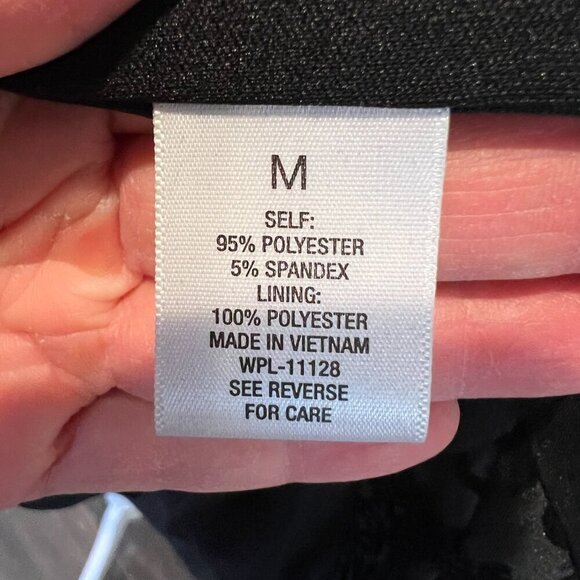 M
SELF:
95% POLYESTER
5% SPANDEX
LINING:
100% POLYESTER
MADE IN VIETNAM
WPL-11128
SEE REVERSE
FOR CARE